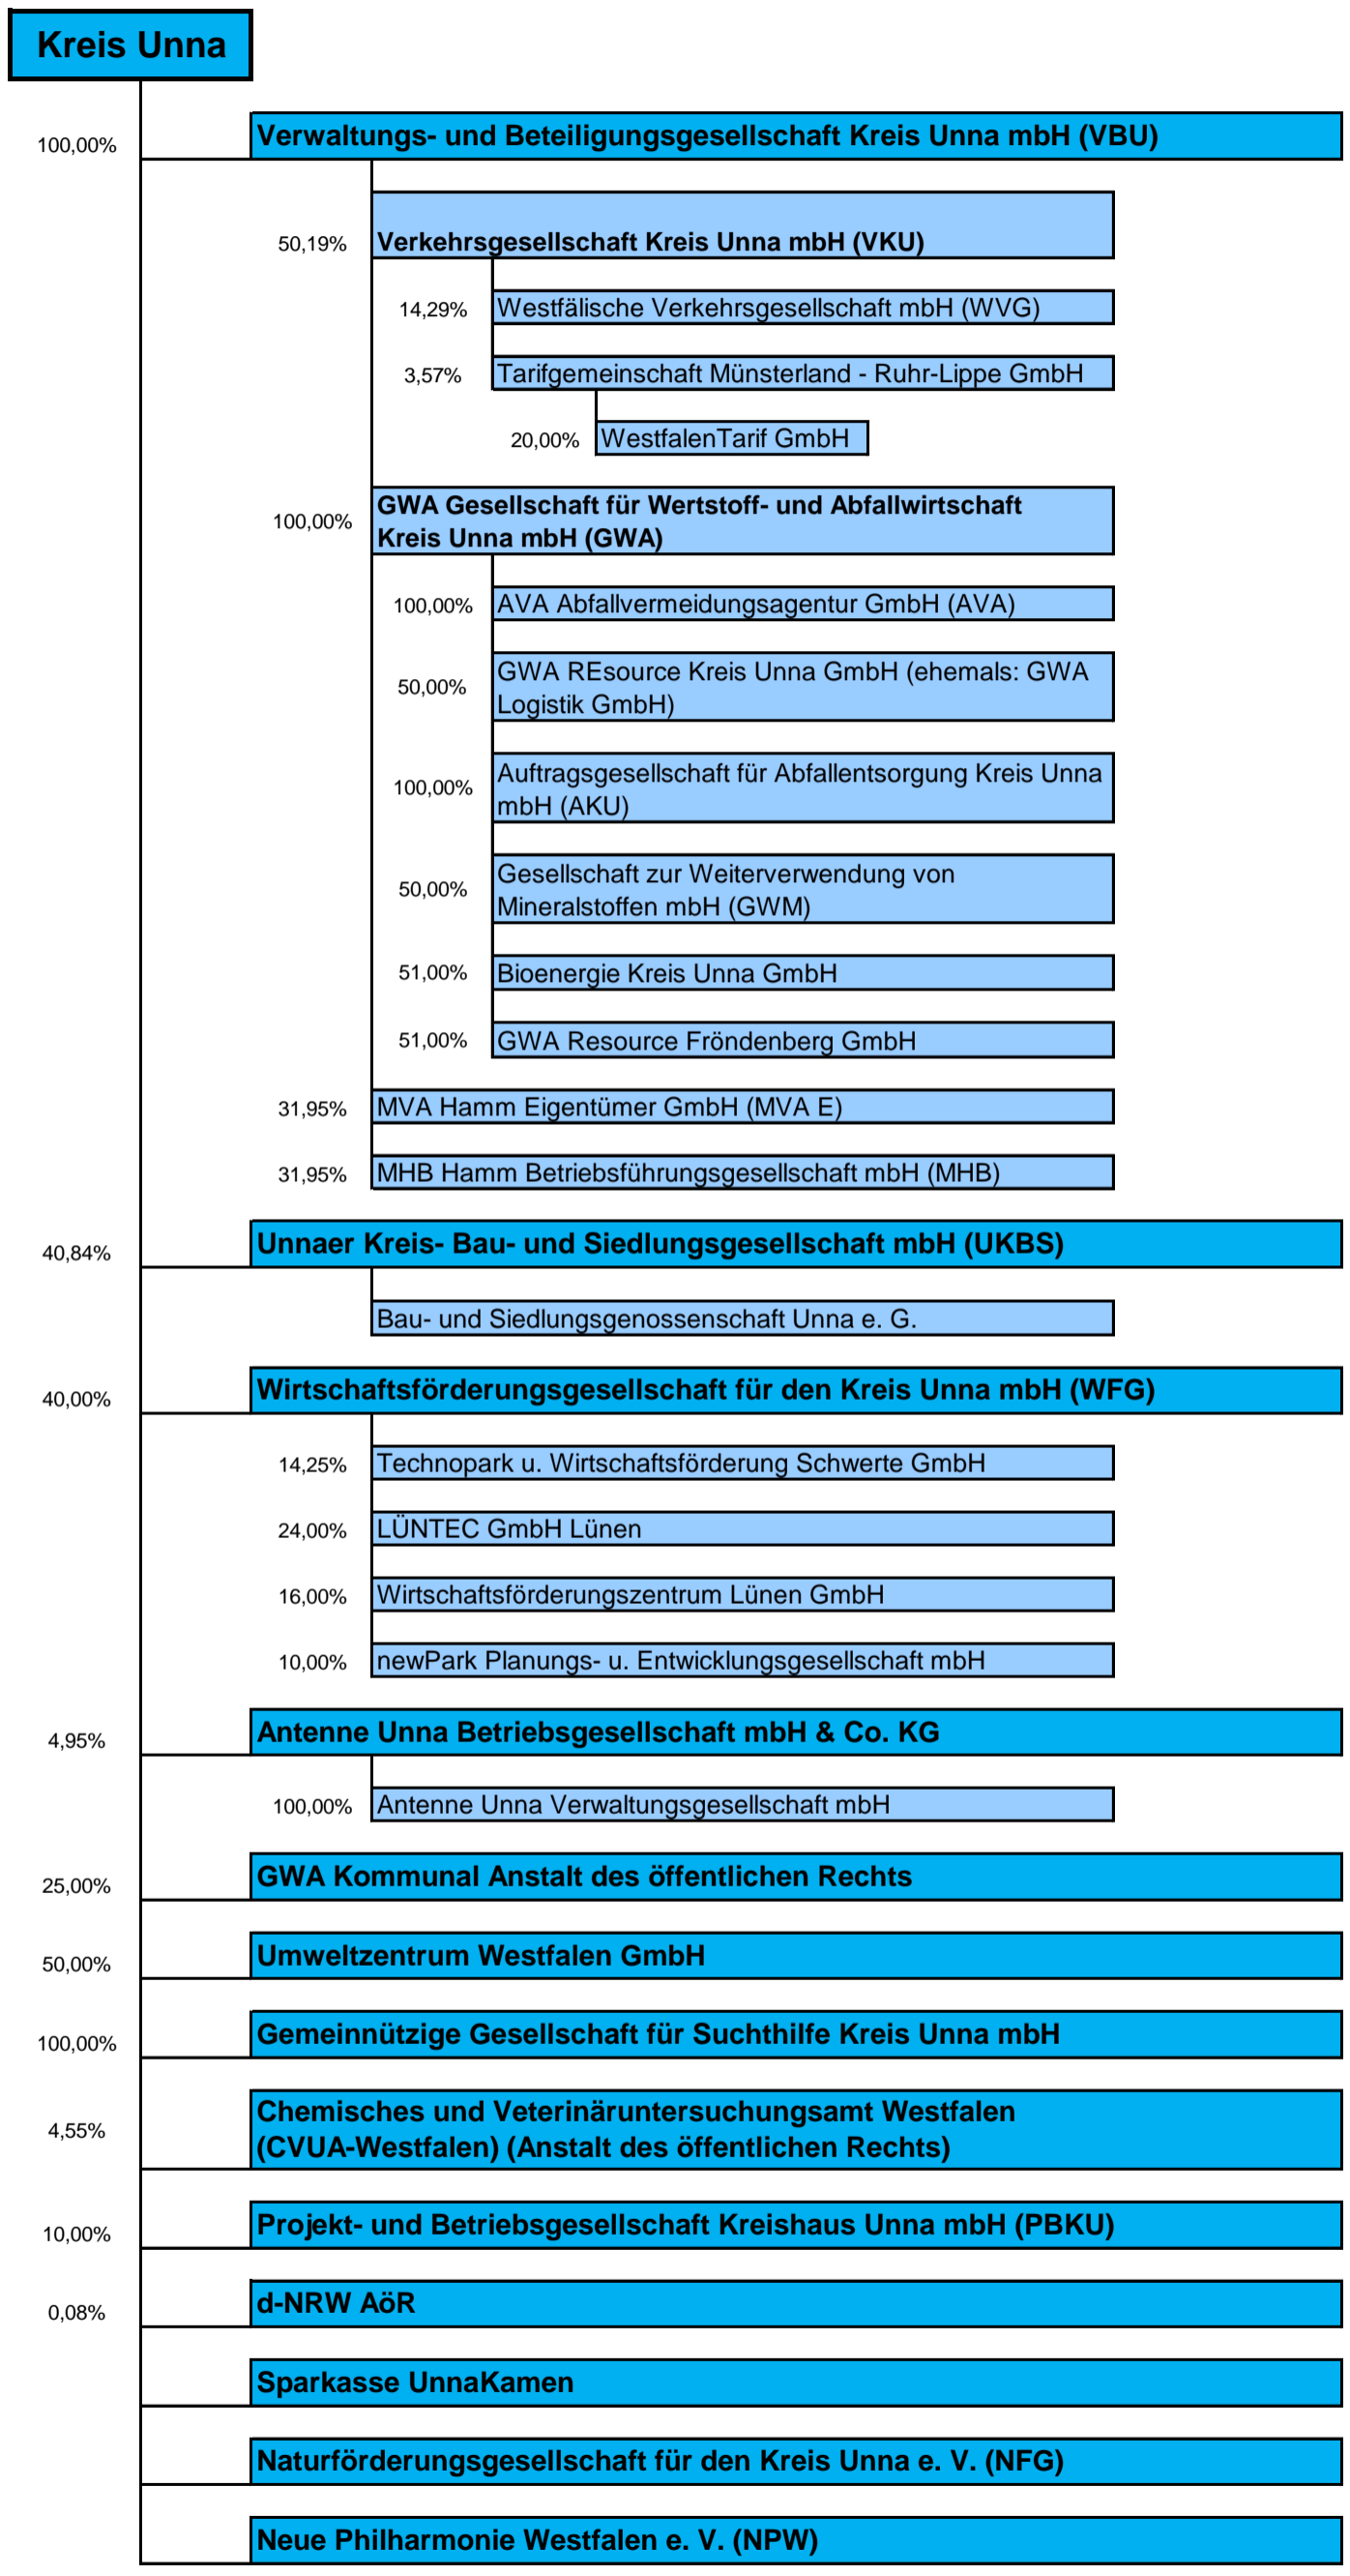 Kreis Unna
100,00%
Verwaltungs- und Beteiligungsgesellschaft Kreis Unna mbH (VBU)
50,19%
Verkehrsgesellschaft Kreis Unna mbH (VKU)
14,29%
Westfälische Verkehrsgesellschaft mbH (WVG)
3,57%
Tarifgemeinschaft Münsterland - Ruhr-Lippe GmbH
20,00%
WestfalenTarif GmbH
100,00%
GWA Gesellschaft für Wertstoff- und Abfallwirtschaft
Kreis Unna mbH (GWA)
100,00%
AVA Abfallvermeidungsagentur GmbH (AVA)
50,00%
GWA REsource Kreis Unna GmbH (ehemals: GWA
Logistik GmbH)
100,00%
Auftragsgesellschaft für Abfallentsorgung Kreis Unna
mbH (AKU)
50,00%
Gesellschaft zur Weiterverwendung von
Mineralstoffen mbH (GWM)
51,00%
Bioenergie Kreis Unna GmbH
51,00%
GWA Resource Fröndenberg GmbH
31,95%
MVA Hamm Eigentümer GmbH (MVA E)
31,95%
MHB Hamm Betriebsführungsgesellschaft mbH (MHB)
40,84%
Unnaer Kreis- Bau- und Siedlungsgesellschaft mbH (UKBS)
Bau- und Siedlungsgenossenschaft Unna e. G.
40,00%
Wirtschaftsförderungsgesellschaft für den Kreis Unna mbH (WFG)
14,25%
Technopark u. Wirtschaftsförderung Schwerte GmbH
24,00%
LÜNTEC GmbH Lünen
16,00%
Wirtschaftsförderungszentrum Lünen GmbH
10,00%
newPark Planungs- u. Entwicklungsgesellschaft mbH
4,95%
Antenne Unna Betriebsgesellschaft mbH & Co. KG
100,00%
Antenne Unna Verwaltungsgesellschaft mbH
25,00%
GWA Kommunal Anstalt des öffentlichen Rechts
50,00%
Umweltzentrum Westfalen GmbH
100,00%
Gemeinnützige Gesellschaft für Suchthilfe Kreis Unna mbH
4,55%
Chemisches und Veterinäruntersuchungsamt Westfalen
(CVUA-Westfalen) (Anstalt des öffentlichen Rechts)
10,00%
Projekt- und Betriebsgesellschaft Kreishaus Unna mbH (PBKU)
0,08%
d-NRW AöR
Sparkasse UnnaKamen
Naturförderungsgesellschaft für den Kreis Unna e. V. (NFG)
Neue Philharmonie Westfalen e. V. (NPW)